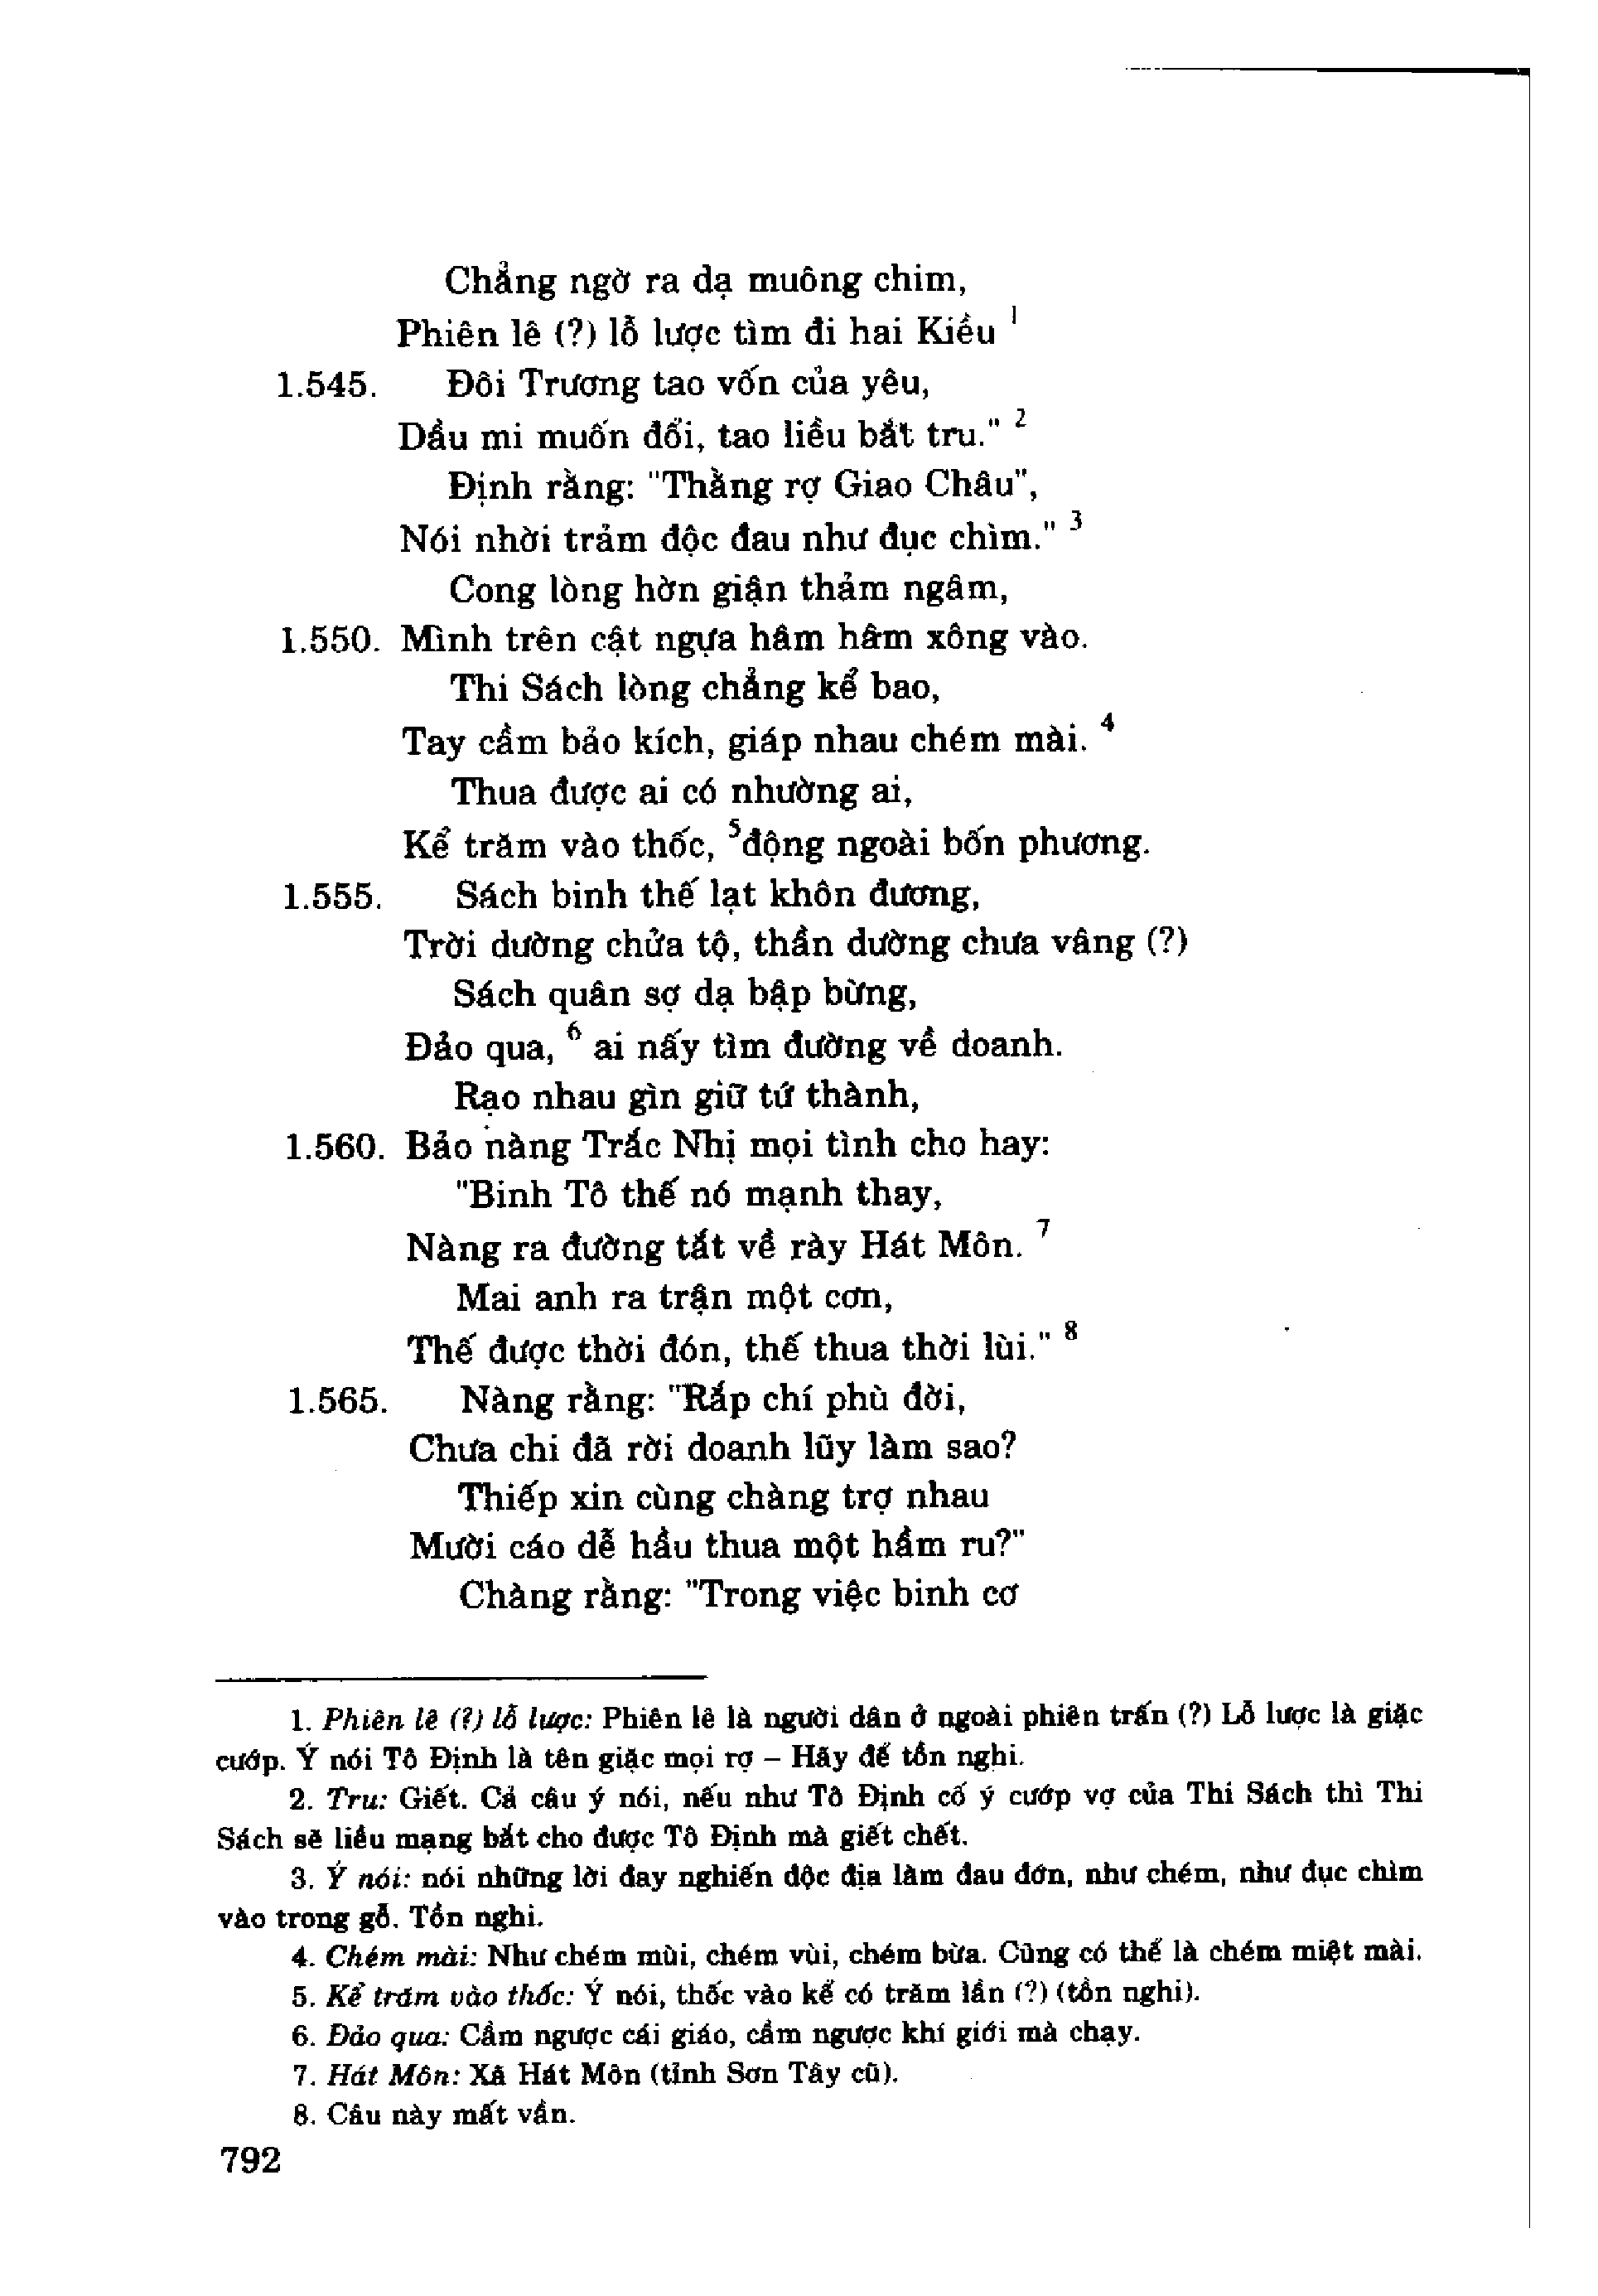 Chẳng ngờ ra dạ muông chim,
Phiên lê (?) lỗ lược tìm đi hai Kiều 1
1.545. Đôi Trương tao vốn của yêu,
Dầu mi muốn đổi, tao liều bắt tru." 2
Định rằng: "Thằng rợ Giao Châu",
Nói nhời trảm độc đau như đục chìm." 3
Cong lòng hờn giận thảm ngâm,
1.550. Mình trên cật ngựa hâm hâm xông vào.
Thi Sách lòng chẳng kể bao,
Tay cầm bảo kích, giáp nhau chém mài. 4
Thua được ai có nhường ai,
Kể trăm vào thốc, 5 động ngoài bốn phương.
1.555. Sách binh thế lạt khôn đương,
Trời dường chửa tộ, thần dường chưa vâng (?)
Sách quân sợ dạ bập bừng,
Đảo qua, 6 ai nấy tìm đường về doanh.
Rạo nhau gìn giữ tứ thành,
1.560. Bảo nàng Trắc Nhị mọi tình cho hay:
"Binh Tô thế nó mạnh thay,
Nàng ra đường tắt về rày Hát Môn. 7
Mai anh ra trận một cơn,
Thế được thời đón, thế thua thời lùi." 8
1.565. Nàng rằng: "Rắp chí phù đời,
Chưa chi đã rời doanh lũy làm sao?
Thiếp xin cùng chàng trợ nhau
Mười cáo dễ hầu thua một hầm ru?"
Chàng rằng: "Trong việc binh cơ
1. Phiên lê (?) lỗ lược: Phiên lê là người dân ở ngoài phiên trấn (?) Lỗ lược là giặc
cướp. Ý nói Tô Định là tên giặc mọi rợ – Hãy để tồn nghi.
2. Tru: Giết. Cả câu ý nói, nếu như Tô Định cố ý cướp vợ của Thi Sách thì Thi
Sách sẽ liều mạng bắt cho được Tô Định mà giết chết.
3. Ý nói: nói những lời đay nghiến độc địa làm đau đớn, như chém, như đục chìm
vào trong gỗ. Tồn nghi.
4. Chém mài: Như chém mùi, chém vùi, chém bừa. Cũng có thể là chém miệt mài.
5. Kể trăm vào thốc: Ý nói, thốc vào kể có trăm lần (?) (tồn nghi).
6. Đảo qua: Cầm ngược cái giáo, cầm ngược khí giới mà chạy.
7. Hát Môn: Xã Hát Môn (tỉnh Sơn Tây cũ).
8. Câu này mất vần.
792